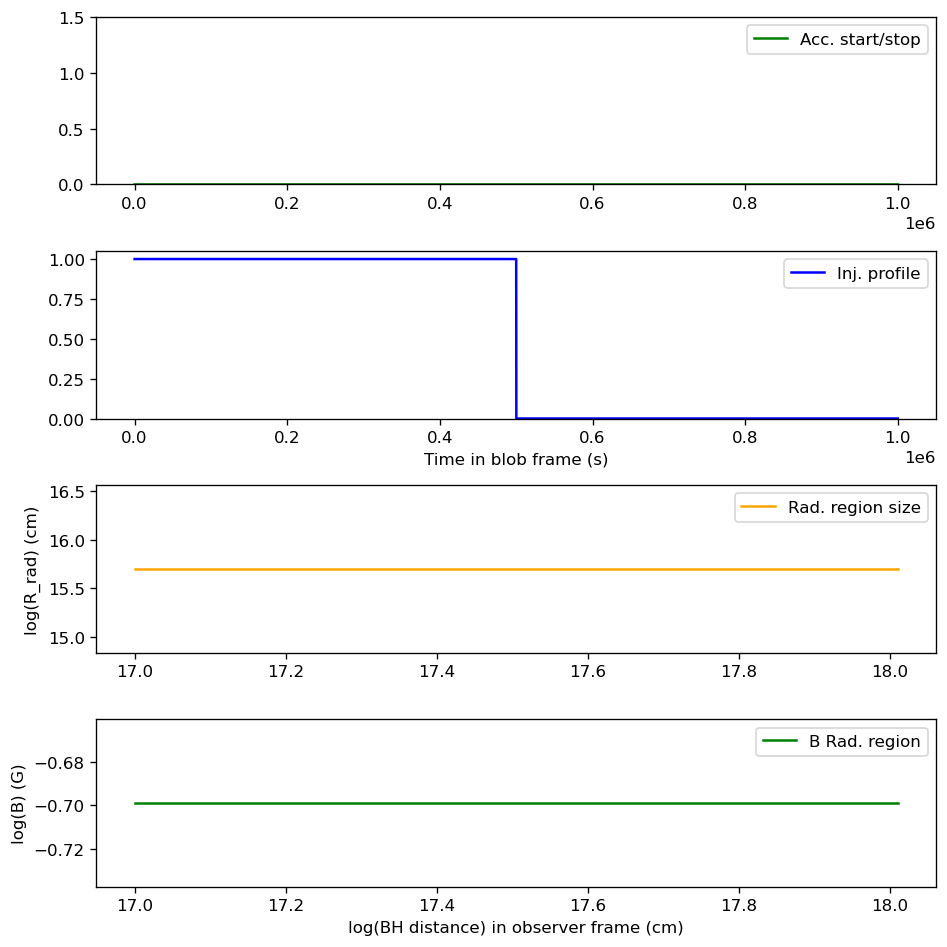 1.5
Acc. start/stop
1.0
0.5
0.0
0.0 0.2 0.4 0.6 0.8 1.0
1e6
1.00
Inj. profile
0.75
0.50
0.25
0.00
0.0 0.2 0.4 0.6 0.8 1.0
Time in blob frame (s)
1e6
log(R_rad) (cm)
16.5
Rad. region size
16.0
15.5
15.0
17.0 17.2 17.4 17.6 17.8 18.0
log(B) (G)
B Rad. region
−0.68
−0.70
−0.72
17.0 17.2 17.4 17.6 17.8 18.0
log(BH distance) in observer frame (cm)